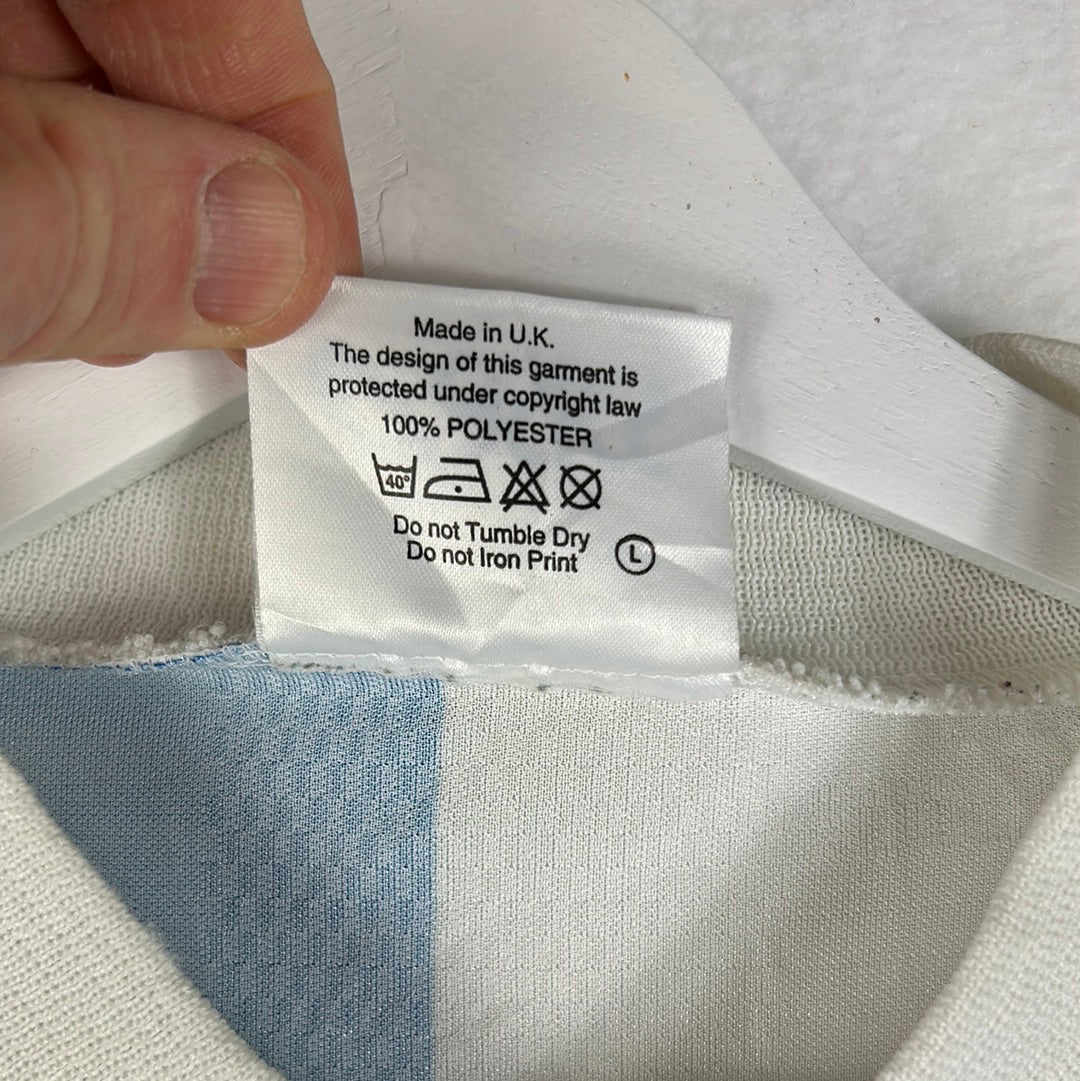 Made in U.K.
The design of this garment is
protected under copyright law
100% POLYESTER
40°
Do not Tumble Dry
Do not Iron Print
L